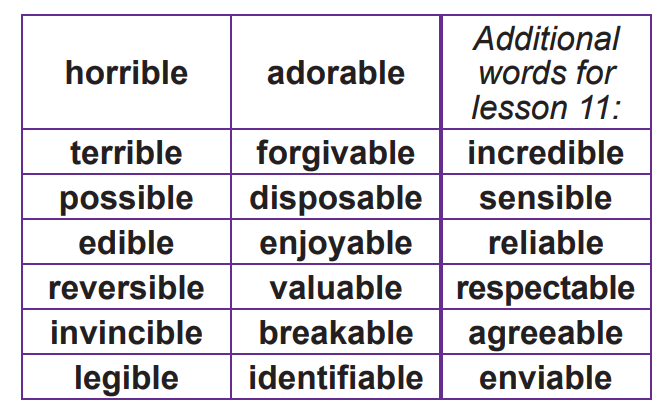 horrible adorable Additional
words for
lesson 11:
terrible forgivable incredible
possible disposable sensible
edible enjoyable reliable
reversible valuable respectable
invincible breakable agreeable
legible identifiable enviable